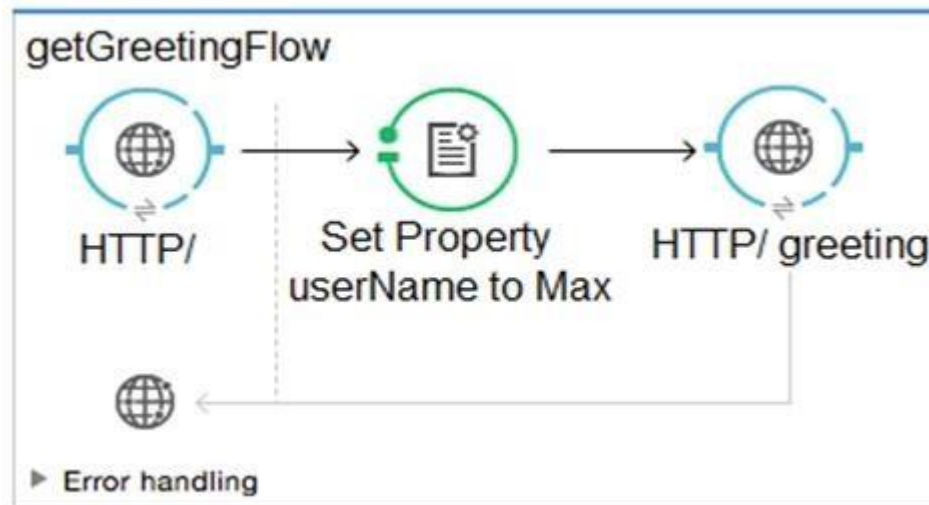 getGreetingFlow
HTTP/
Set Property
userName to Max
HTTP/ greeting
Error handling